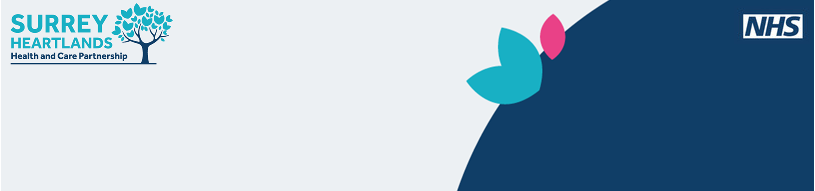 SURREY
HEARTLANDS
Health and Care Partnership
NHS